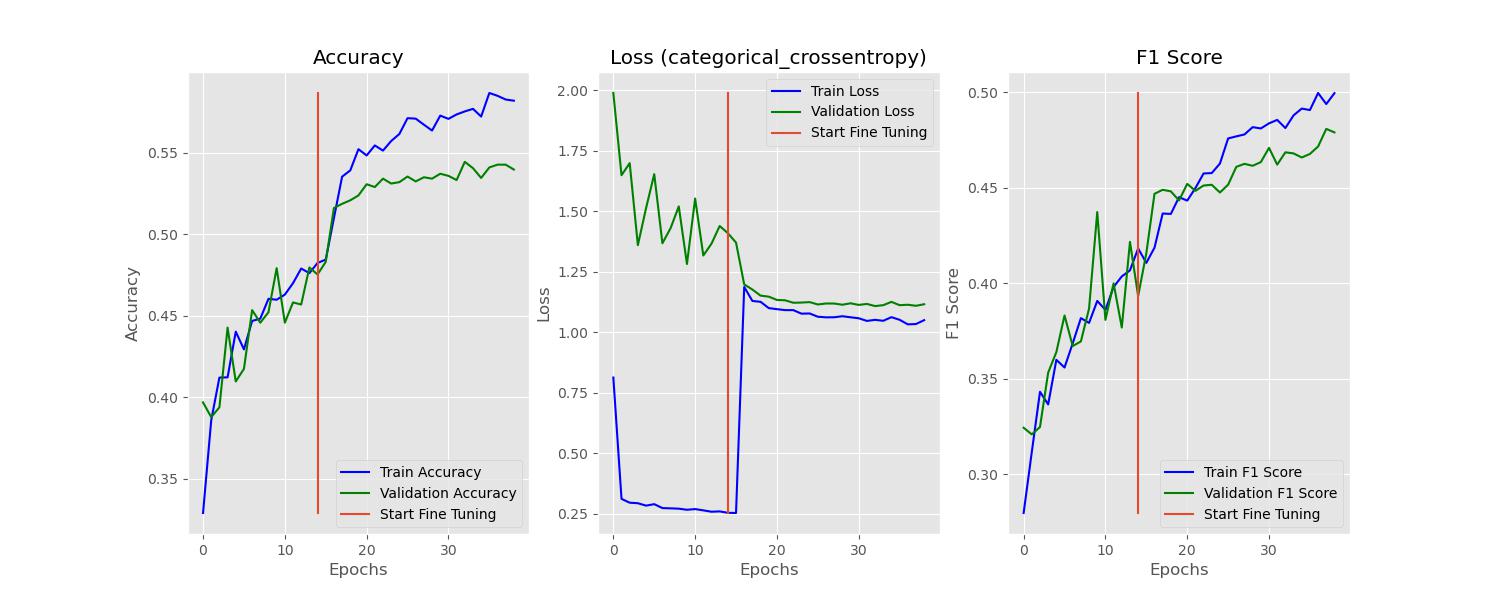 Accuracy
Accuracy
0.55
0.50
0.45
0.40
0.35
0
10
20
30
Epochs
Train Accuracy
Validation Accuracy
Start Fine Tuning
Loss (categorical_crossentropy)
Loss
2.00
1.75
1.50
1.25
1.00
0.75
0.50
0.25
0
10
20
30
Epochs
Train Loss
Validation Loss
Start Fine Tuning
F1 Score
F1 Score
0.50
0.45
0.40
0.35
0.30
0
10
20
30
Epochs
Train F1 Score
Validation F1 Score
Start Fine Tuning